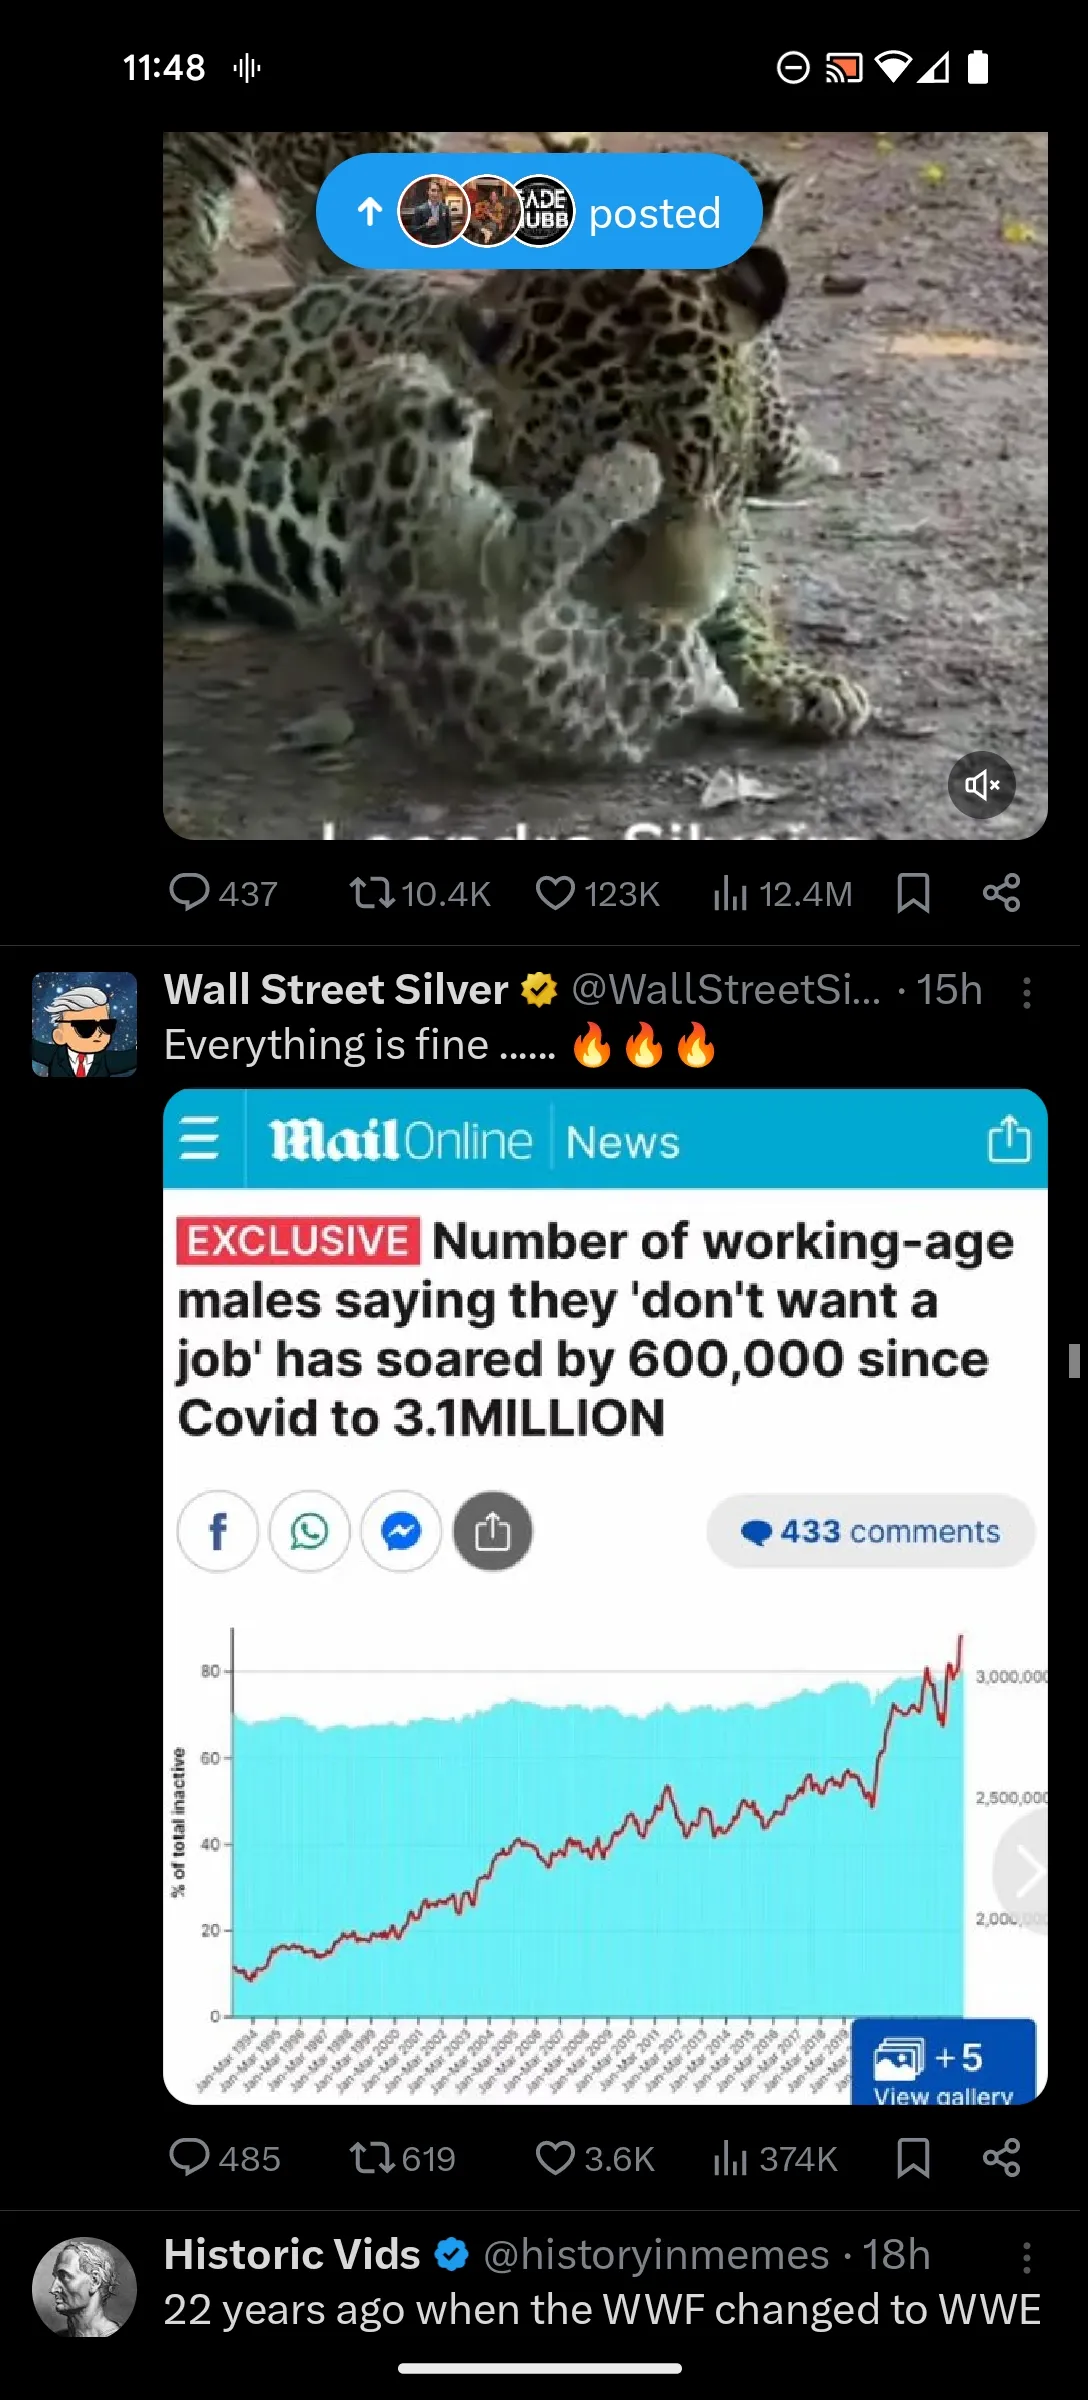 11:48
posted
437 10.4K 123K 12.4M
Wall Street Silver @WallStreetSi... · 15h
Everything is fine ...... 🔥🔥🔥
Mail Online News
EXCLUSIVE Number of working-age
males saying they 'don't want a
job' has soared by 600,000 since
Covid to 3.1MILLION
f
433 comments
% of total inactive
80
60
40
20
0
3,000,000
2,500,000
2,000,000
Jan-Mar 1994
Jan-Mar 1995
Jan-Mar 1996
Jan-Mar 1997
Jan-Mar 1998
Jan-Mar 1999
Jan-Mar 2000
Jan-Mar 2001
Jan-Mar 2002
Jan-Mar 2003
Jan-Mar 2004
Jan-Mar 2005
Jan-Mar 2006
Jan-Mar 2007
Jan-Mar 2008
Jan-Mar 2009
Jan-Mar 2010
Jan-Mar 2011
Jan-Mar 2012
Jan-Mar 2013
Jan-Mar 2014
Jan-Mar 2015
Jan-Mar 2016
Jan-Mar 2017
Jan-Mar 2018
Jan-Mar 2019
+5
View gallery
485 619 3.6K 374K
Historic Vids @historyinmemes · 18h
22 years ago when the WWF changed to WWE